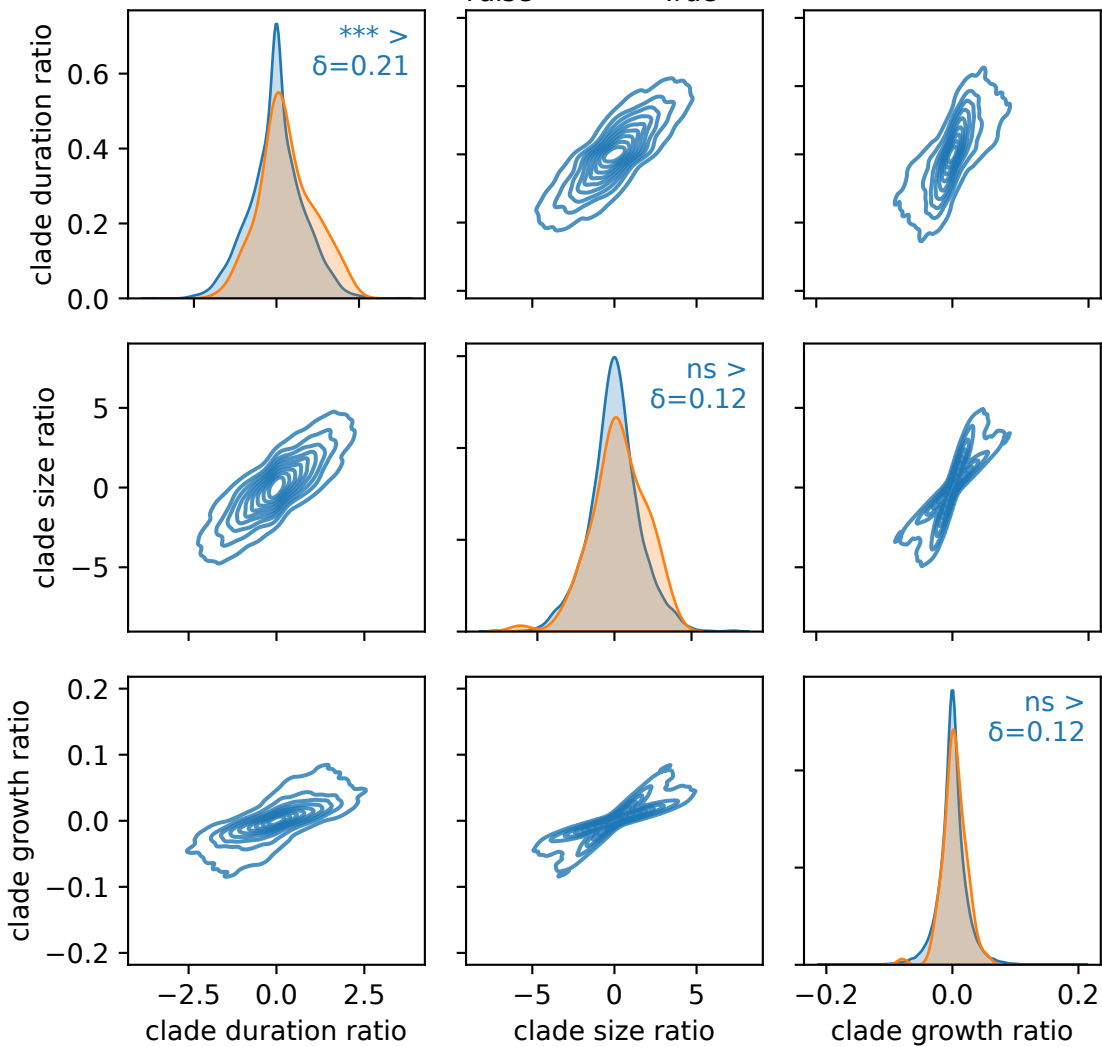 clade duration ratio
0.6
0.4
0.2
0.0
*** >
δ=0.21
clade size ratio
5
0
−5
ns >
δ=0.12
clade growth ratio
0.2
0.1
0.0
−0.1
−0.2
ns >
δ=0.12
−2.5 0.0 2.5
clade duration ratio
−5 0 5
clade size ratio
−0.2 0.0 0.2
clade growth ratio